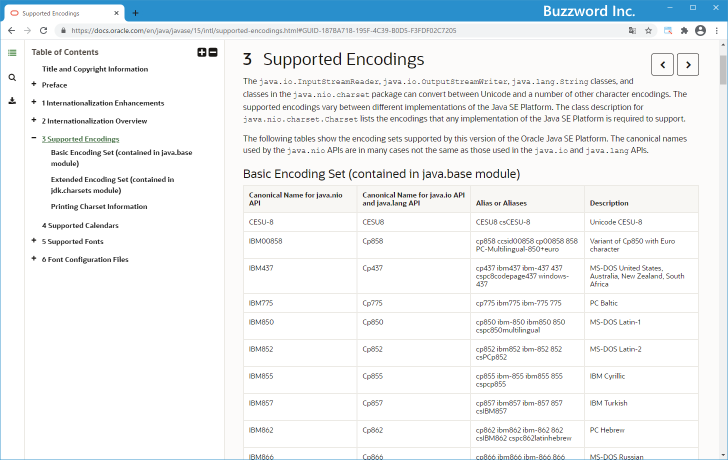 Supported Encodings
Buzzword Inc.
https://docs.oracle.com/en/java/javase/15/intl/supported-encodings.html#GUID-187BA718-195F-4C39-B0D5-F3FDF02C7205
Table of Contents
Title and Copyright Information
Preface
1 Internationalization Enhancements
2 Internationalization Overview
3 Supported Encodings
Basic Encoding Set (contained in java.base
module)
Extended Encoding Set (contained in
jdk.charsets module)
Printing Charset Information
4 Supported Calendars
5 Supported Fonts
6 Font Configuration Files
3 Supported Encodings
The java.io.InputStreamReader, java.io.OutputStreamWriter, java.lang.String classes, and
classes in the java.nio.charset package can convert between Unicode and a number of other character encodings. The
supported encodings vary between different implementations of the Java SE Platform. The class description for
java.nio.charset.Charset lists the encodings that any implementation of the Java SE Platform is required to support.
The following tables show the encoding sets supported by this version of the Oracle Java SE Platform. The canonical names
used by the java.nio APIs are in many cases not the same as those used in the java.io and java.lang APIs.
Basic Encoding Set (contained in java.base module)
Canonical Name for java.nio
API
Canonical Name for java.io API
and java.lang API
Alias or Aliases
Description
CESU-8
CESU8
CESU8 csCESU-8
Unicode CESU-8
IBM00858
Cp858
cp858 ccsid00858 cp00858 858
PC-Multilingual-850+euro
Variant of Cp850 with Euro
character
IBM437
Cp437
cp437 ibm437 ibm-437 437
cspc8codepage437 windows-
437
MS-DOS United States,
Australia, New Zealand, South
Africa
IBM775
Cp775
cp775 ibm775 ibm-775 775
PC Baltic
IBM850
Cp850
cp850 ibm-850 ibm850 850
cspc850multilingual
MS-DOS Latin-1
IBM852
Cp852
cp852 ibm852 ibm-852 852
csPCp852
MS-DOS Latin-2
IBM855
Cp855
cp855 ibm-855 ibm855 855
cspcp855
IBM Cyrillic
IBM857
Cp857
cp857 ibm857 ibm-857 857
csIBM857
IBM Turkish
IBM862
Cp862
cp862 ibm862 ibm-862 862
csIBM862 cspc862latinhebrew
PC Hebrew
IBM866
Cp866
cp866 ibm866 ibm-866 866
MS-DOS Russian